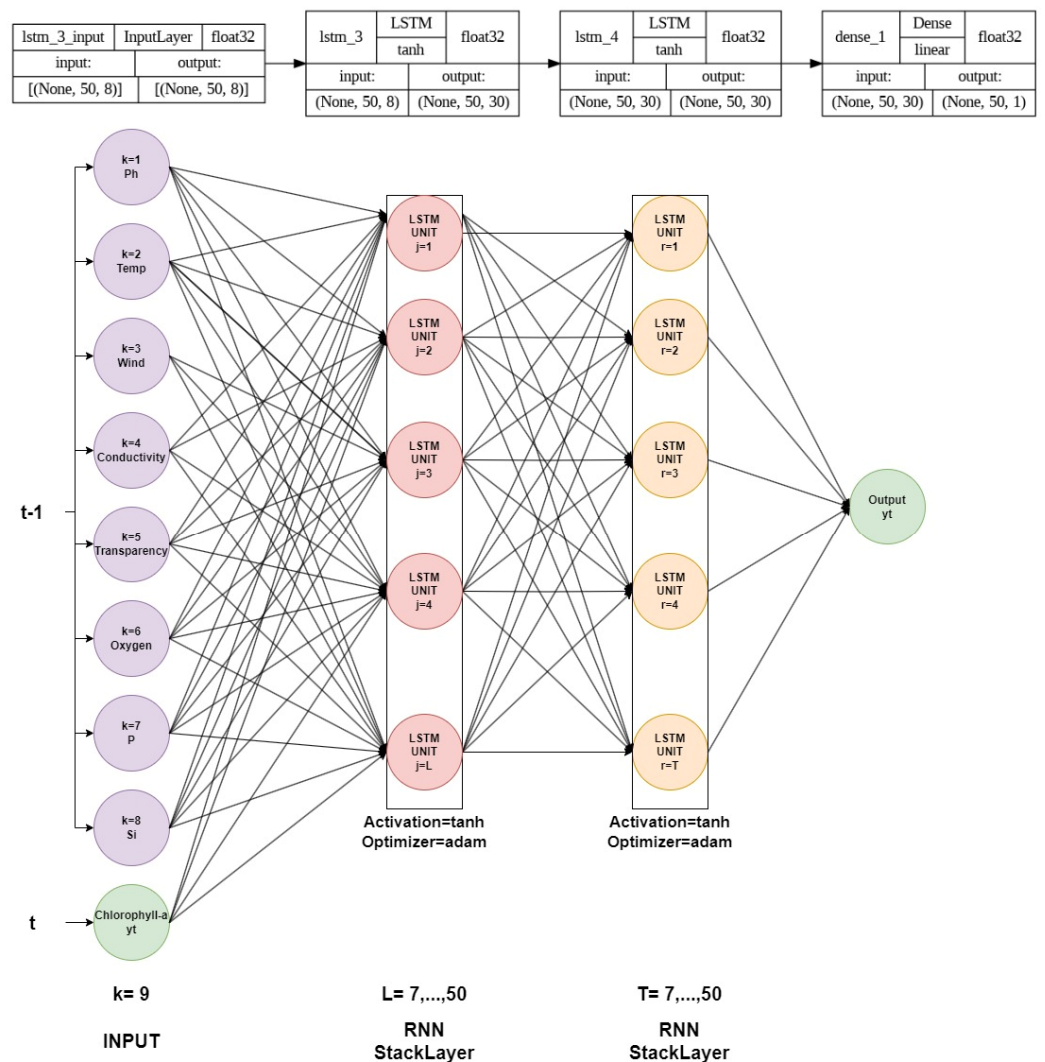 lstm_3_input InputLayer float32
input: output:
[(None, 50, 8)] [(None, 50, 8)]
lstm_3 LSTM float32
tanh
input: output:
(None, 50, 8) (None, 50, 30)
lstm_4 LSTM float32
tanh
input: output:
(None, 50, 30) (None, 50, 30)
dense_1 Dense float32
linear
input: output:
(None, 50, 30) (None, 50, 1)
t-1
k=1
Ph
k=2
Temp
k=3
Wind
k=4
Conductivity
k=5
Transparency
k=6
Oxygen
k=7
P
k=8
Si
t
Chlorophyll-a
yt
LSTM
UNIT
j=1
LSTM
UNIT
j=2
LSTM
UNIT
j=3
LSTM
UNIT
j=4
LSTM
UNIT
j=L
Activation=tanh
Optimizer=adam
LSTM
UNIT
r=1
LSTM
UNIT
r=2
LSTM
UNIT
r=3
LSTM
UNIT
r=4
LSTM
UNIT
r=T
Activation=tanh
Optimizer=adam
Output
yt
k= 9
INPUT
L= 7,...,50
RNN
StackLayer
T= 7,...,50
RNN
StackLayer